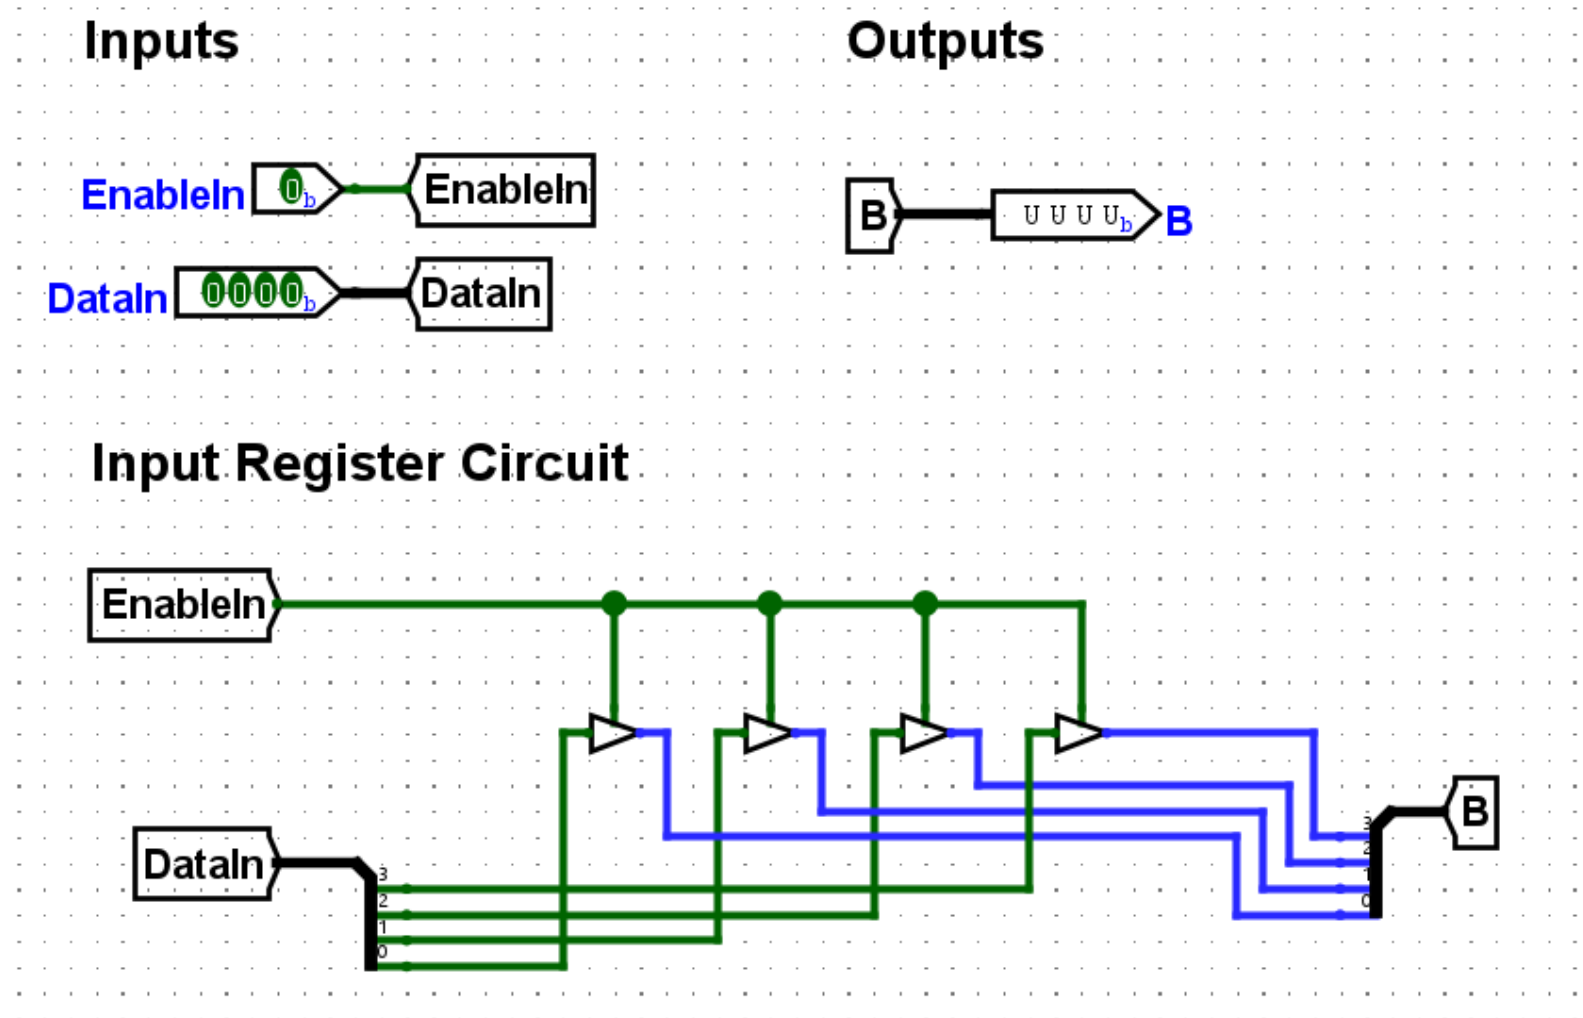 Inputs
Outputs
EnableIn 0b EnableIn
B UUUUb B
DataIn 0000b DataIn
Input Register Circuit
EnableIn
B
DataIn
3
2
1
0
3
2
1
0